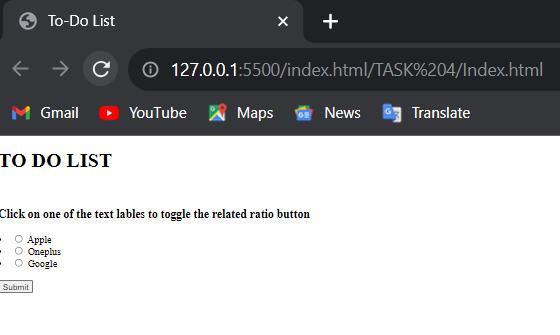 To-Do List
127.0.0.1:5500/index.html/TASK%204/Index.html
Gmail YouTube Maps News Translate
TO DO LIST
Click on one of the text lables to toggle the related ratio button
Apple
Oneplus
Google
Submit